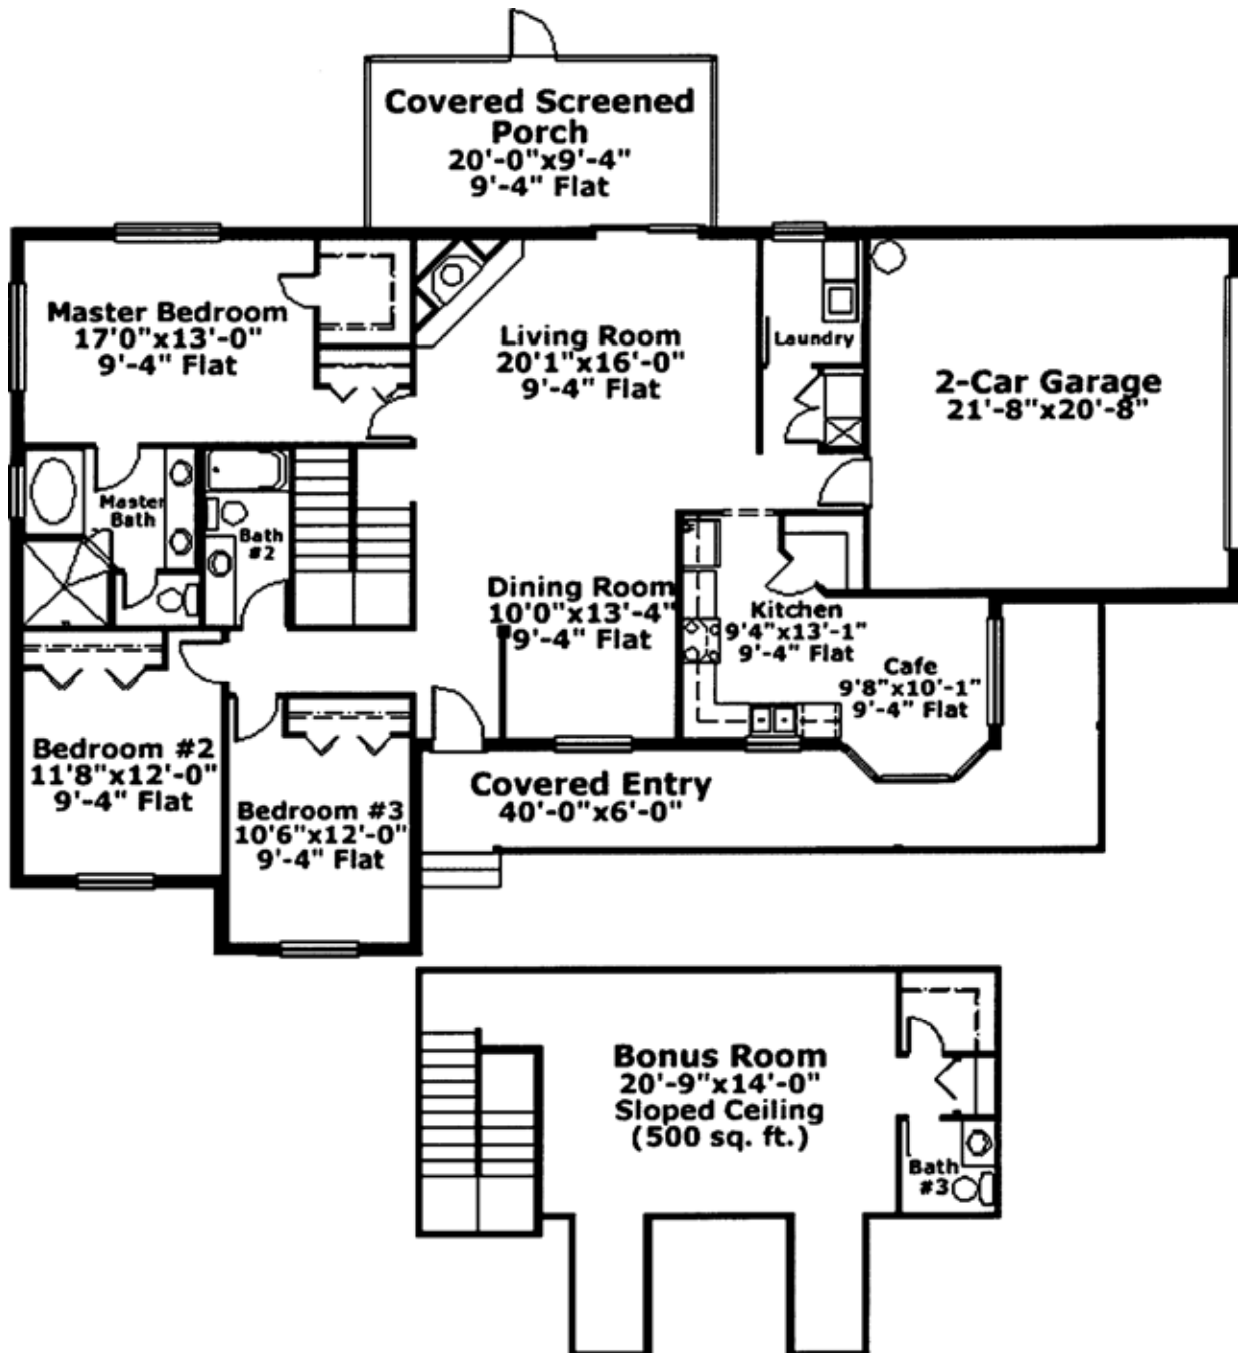 Covered Screened
Porch
20'-0"x9'-4"
9'-4" Flat
Master Bedroom
17'0"x13'-0"
9'-4" Flat
Living Room
20'1"x16'-0"
9'-4" Flat
Laundry
2-Car Garage
21'-8"x20'-8"
Master
Bath
Bath
#2
Dining Room
10'0"x13'-4"
9'-4" Flat
Kitchen
9'4"x13'-1"
9'-4" Flat
Cafe
9'8"x10'-1"
9'-4" Flat
Bedroom #2
11'8"x12'-0"
9'-4" Flat
Bedroom #3
10'6"x12'-0"
9'-4" Flat
Covered Entry
40'-0"x6'-0"
Bonus Room
20'-9"x14'-0"
Sloped Ceiling
(500 sq. ft.)
Bath
#3